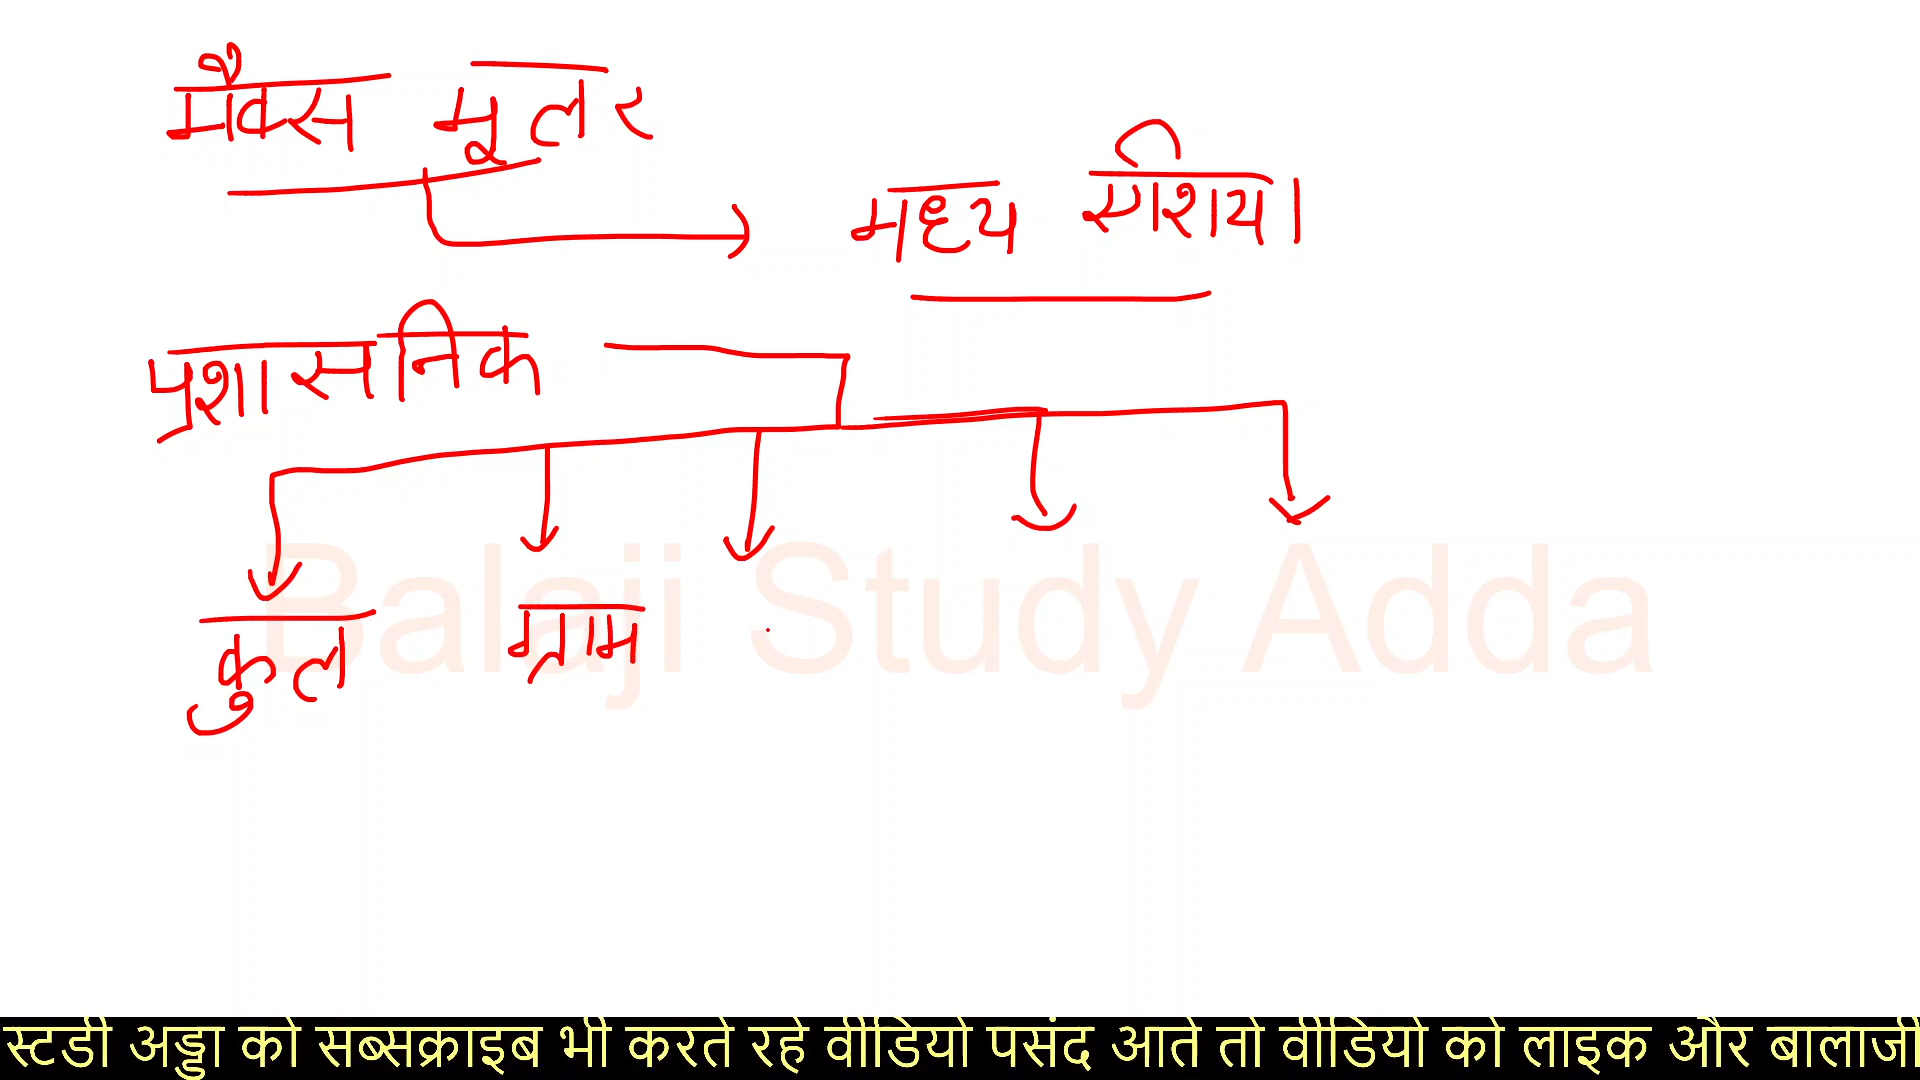 मैक्स मूलर
मध्य एशिया
प्रशासनिक
कुल ग्राम
Balaji Study Adda
स्टडी अड्डा को सब्सक्राइब भी करते रहे वीडियो पसंद आते तो वीडियो को लाइक और बालाजी